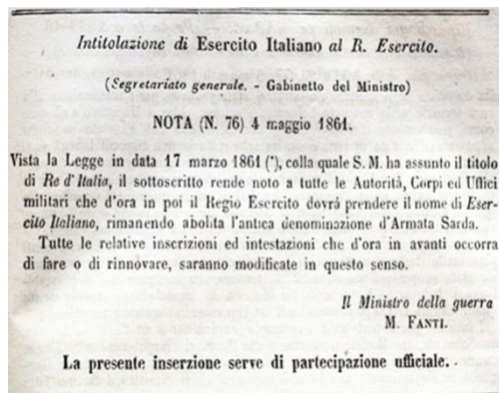 Intitolazione di Esercito Italiano al R. Esercito.
(Segretariato generale. - Gabinetto del Ministro)
NOTA (N. 76) 4 maggio 1861.
Vista la Legge in data 17 marzo 1861 (*), colla quale S. M. ha assunto il titolo
di Re d'Italia, il sottoscritto rende noto a tutte le Autorità, Corpi ed Uffici
militari che d'ora in poi il Regio Esercito dovrà prendere il nome di Eser-
cito Italiano, rimanendo abolita l'antica denominazione d'Armata Sarda.
Tutte le relative inscrizioni ed intestazioni che d'ora in avanti occorra
di fare o di rinnovare, saranno modificate in questo senso.
Il Ministro della guerra
M. FANTI.
La presente inserzione serve di partecipazione ufficiale.